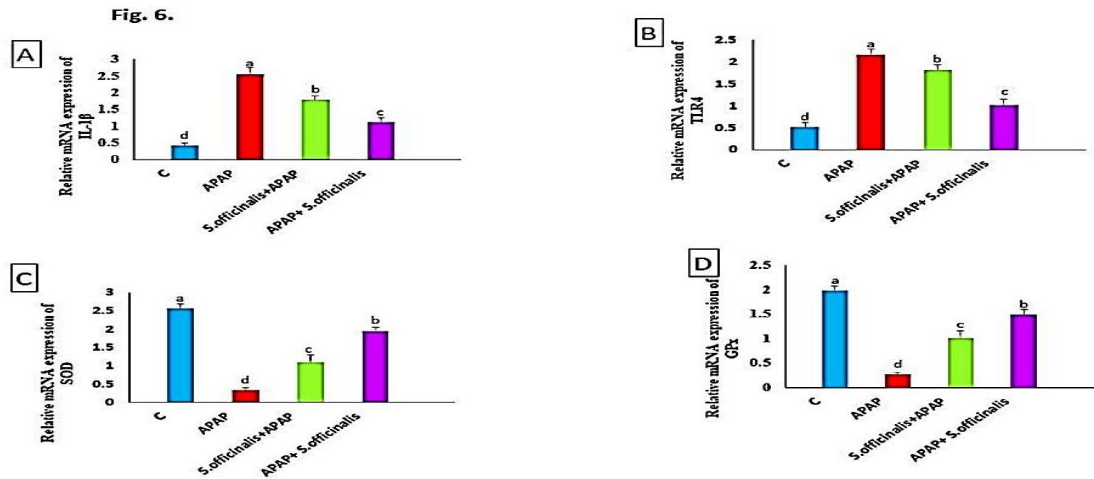 Fig. 6.
A
Relative mRNA expression of
IL-1β
3
2.5
2
1.5
1
0.5
0
d
a
b
c
C
APAP
S.officinalis+APAP
APAP+ S.officinalis
B
Relative mRNA expression of
TLR4
2.5
2
1.5
1
0.5
0
d
a
b
c
C
APAP
S.officinalis+APAP
APAP+ S.officinalis
C
Relative mRNA expression of
SOD
3
2.5
2
1.5
1
0.5
0
a
d
c
b
C
APAP
S.officinalis+APAP
APAP+ S.officinalis
D
Relative mRNA expression of
GPx
2.5
2
1.5
1
0.5
0
a
d
c
b
C
APAP
S.officinalis+APAP
APAP+ S.officinalis